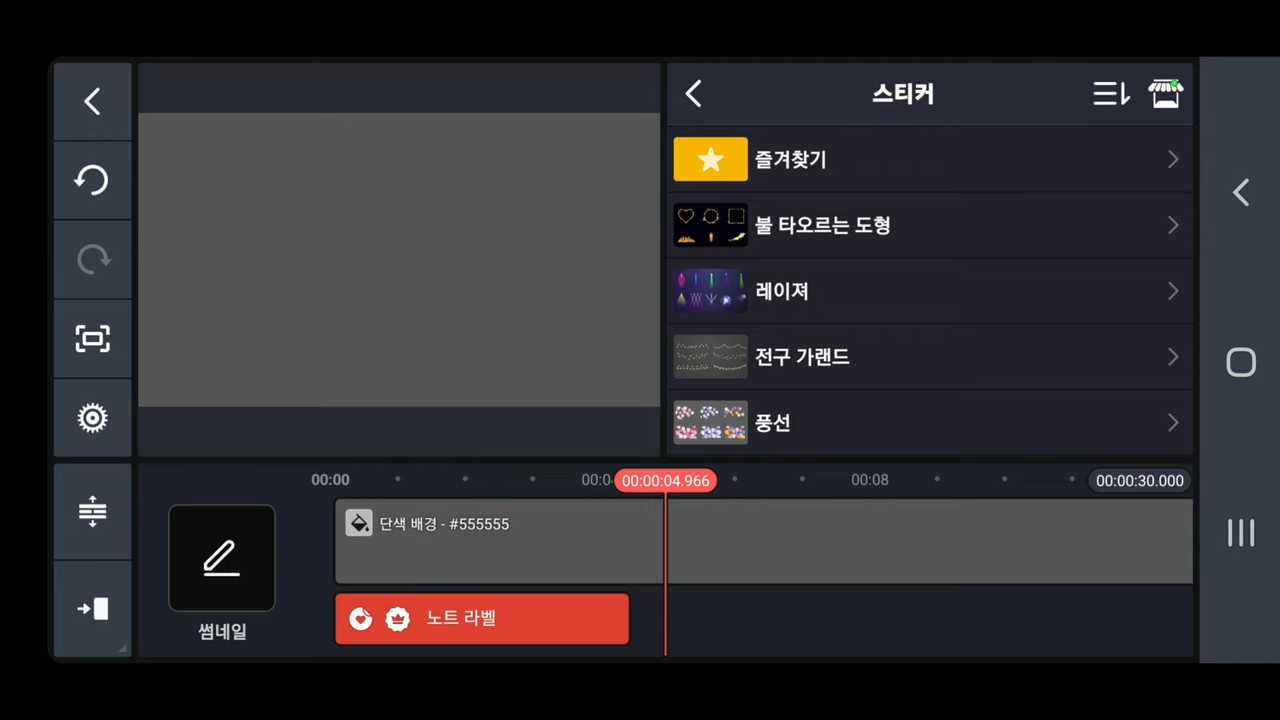 스티커
즐겨찾기
불 타오르는 도형
레이져
전구 가랜드
풍선
00:00
00:0
00:00:04.966
00:08
00:00:30.000
단색 배경 - #555555
노트 라벨
썸네일